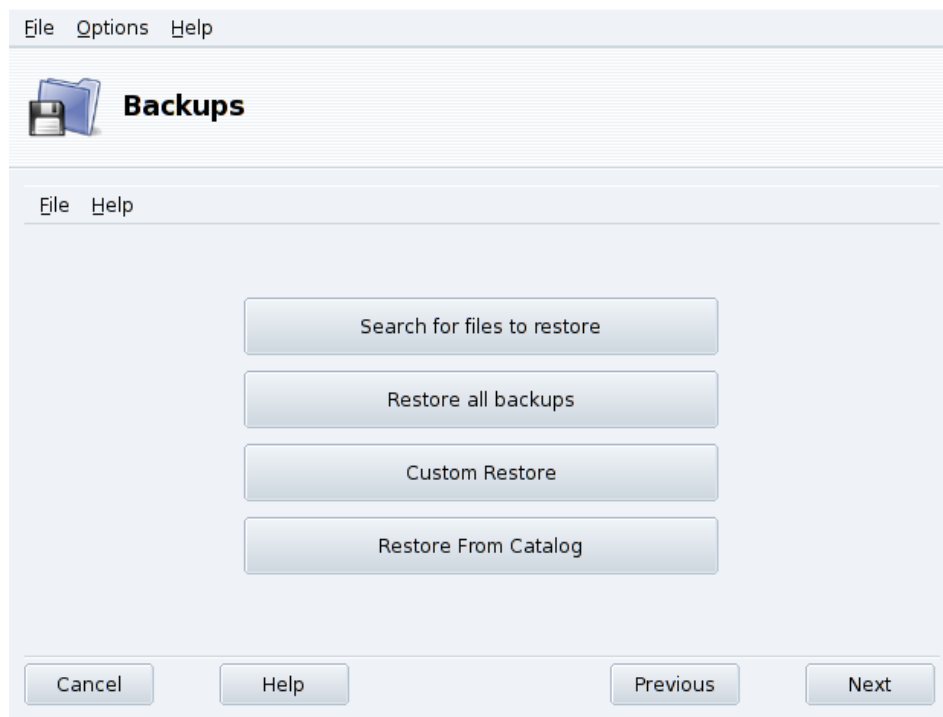 File Options Help
Backups
File Help
Search for files to restore
Restore all backups
Custom Restore
Restore From Catalog
Cancel Help Previous Next